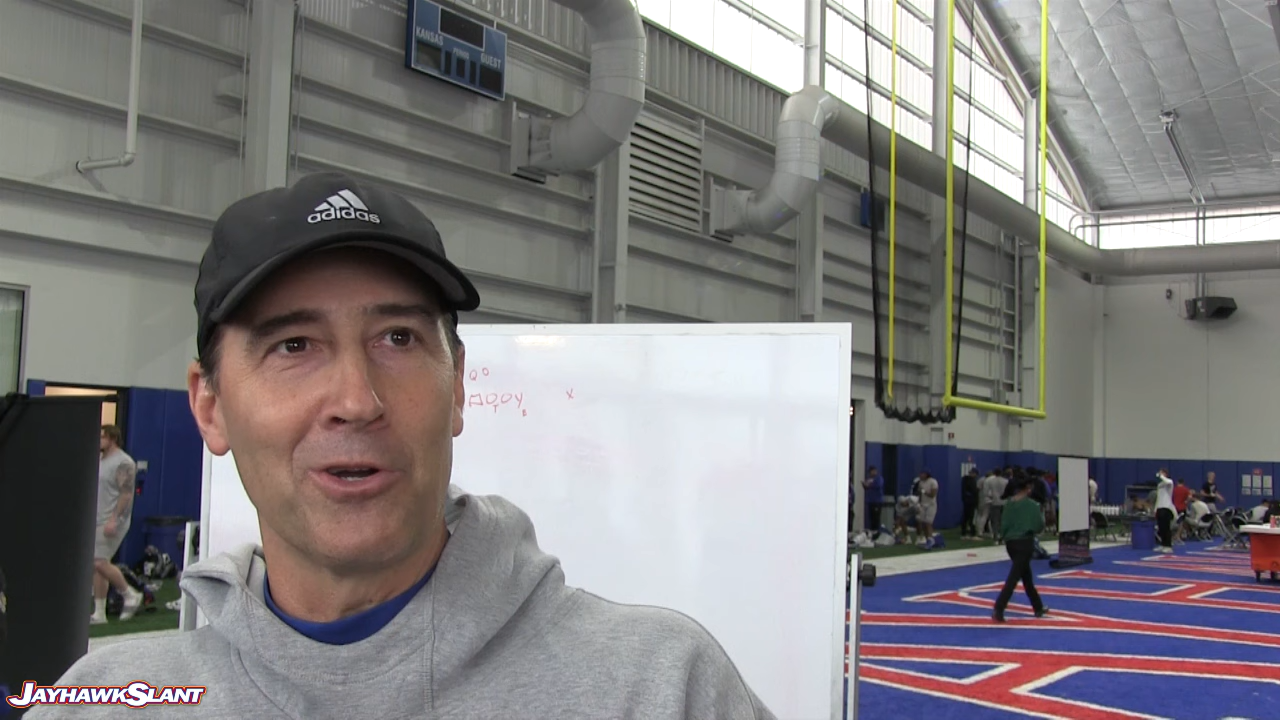 KANSAS
GUEST
adidas
Q O
O O Y
T
B
X
JAYHAWKSLANT